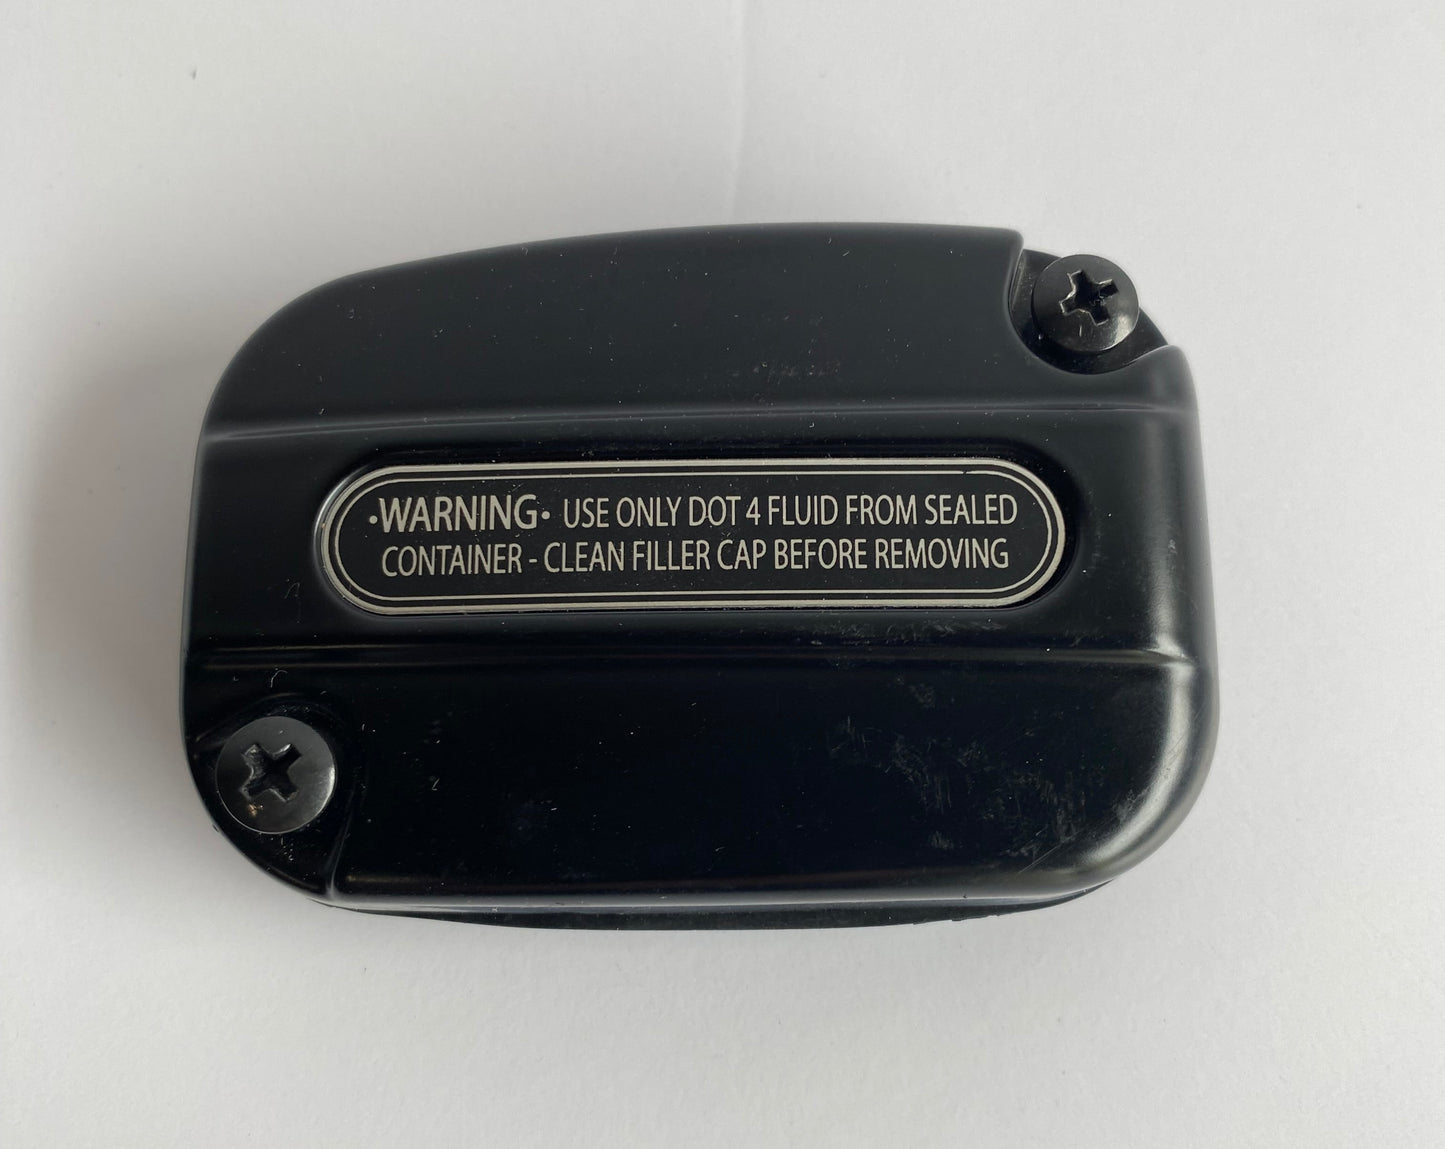 •WARNING• USE ONLY DOT 4 FLUID FROM SEALED
CONTAINER - CLEAN FILLER CAP BEFORE REMOVING